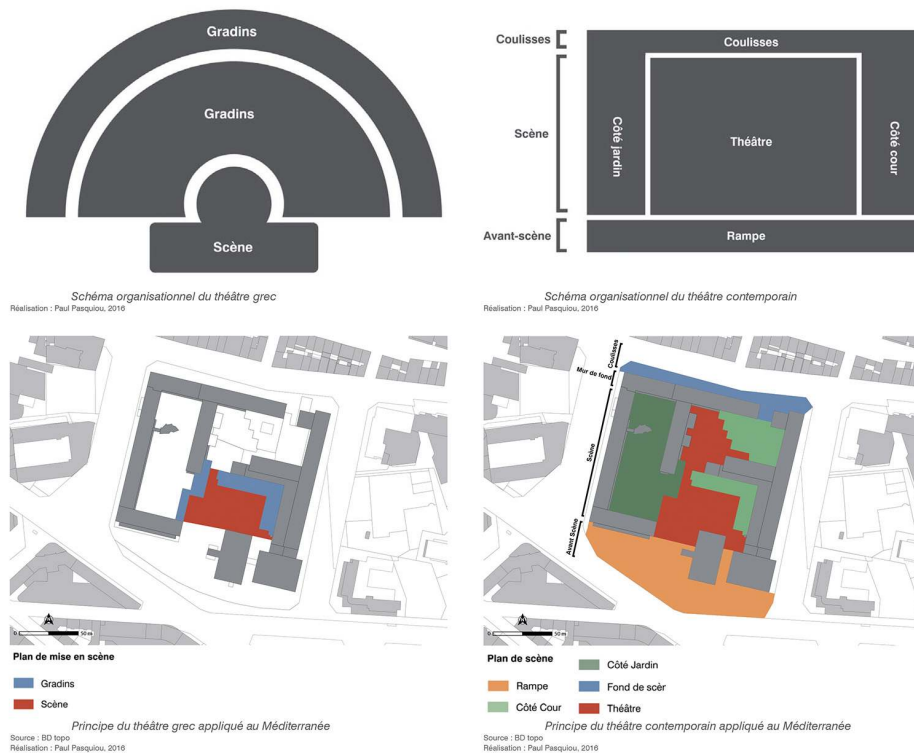 Gradins
Gradins
Scène
Schéma organisationnel du théâtre grec
Réalisation : Paul Pasquiou, 2016
Coulisses
Coulisses
Scène
Côté jardin
Théâtre
Côté cour
Avant-scène
Rampe
Schéma organisationnel du théâtre contemporain
Réalisation : Paul Pasquiou, 2016
0 50 m
Plan de mise en scène
Gradins
Scène
Principe du théâtre grec appliqué au Méditerranée
Source : BD topo
Réalisation : Paul Pasquiou, 2016
Coulisses
Mur de fond
Scène
Avant Scène
0 50 m
Plan de scène
Rampe
Côté Cour
Côté Jardin
Fond de scèr
Théâtre
Principe du théâtre contemporain appliqué au Méditerranée
Source : BD topo
Réalisation : Paul Pasquiou, 2016